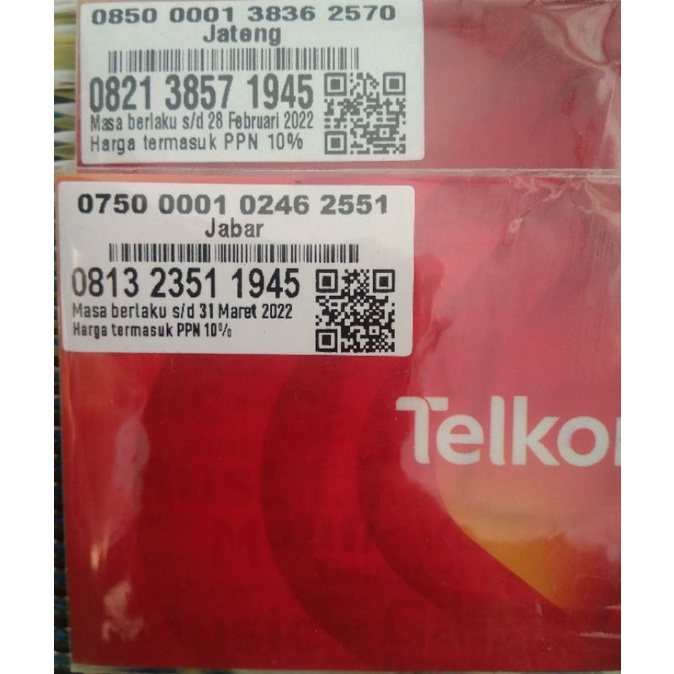 0850 0001 3836 2570
Jateng
0821 3857 1945
Masa berlaku s/d 28 Februari 2022
Harga termasuk PPN 10%
0750 0001 0246 2551
Jabar
0813 2351 1945
Masa berlaku s/d 31 Maret 2022
Harga termasuk PPN 10%
Telko